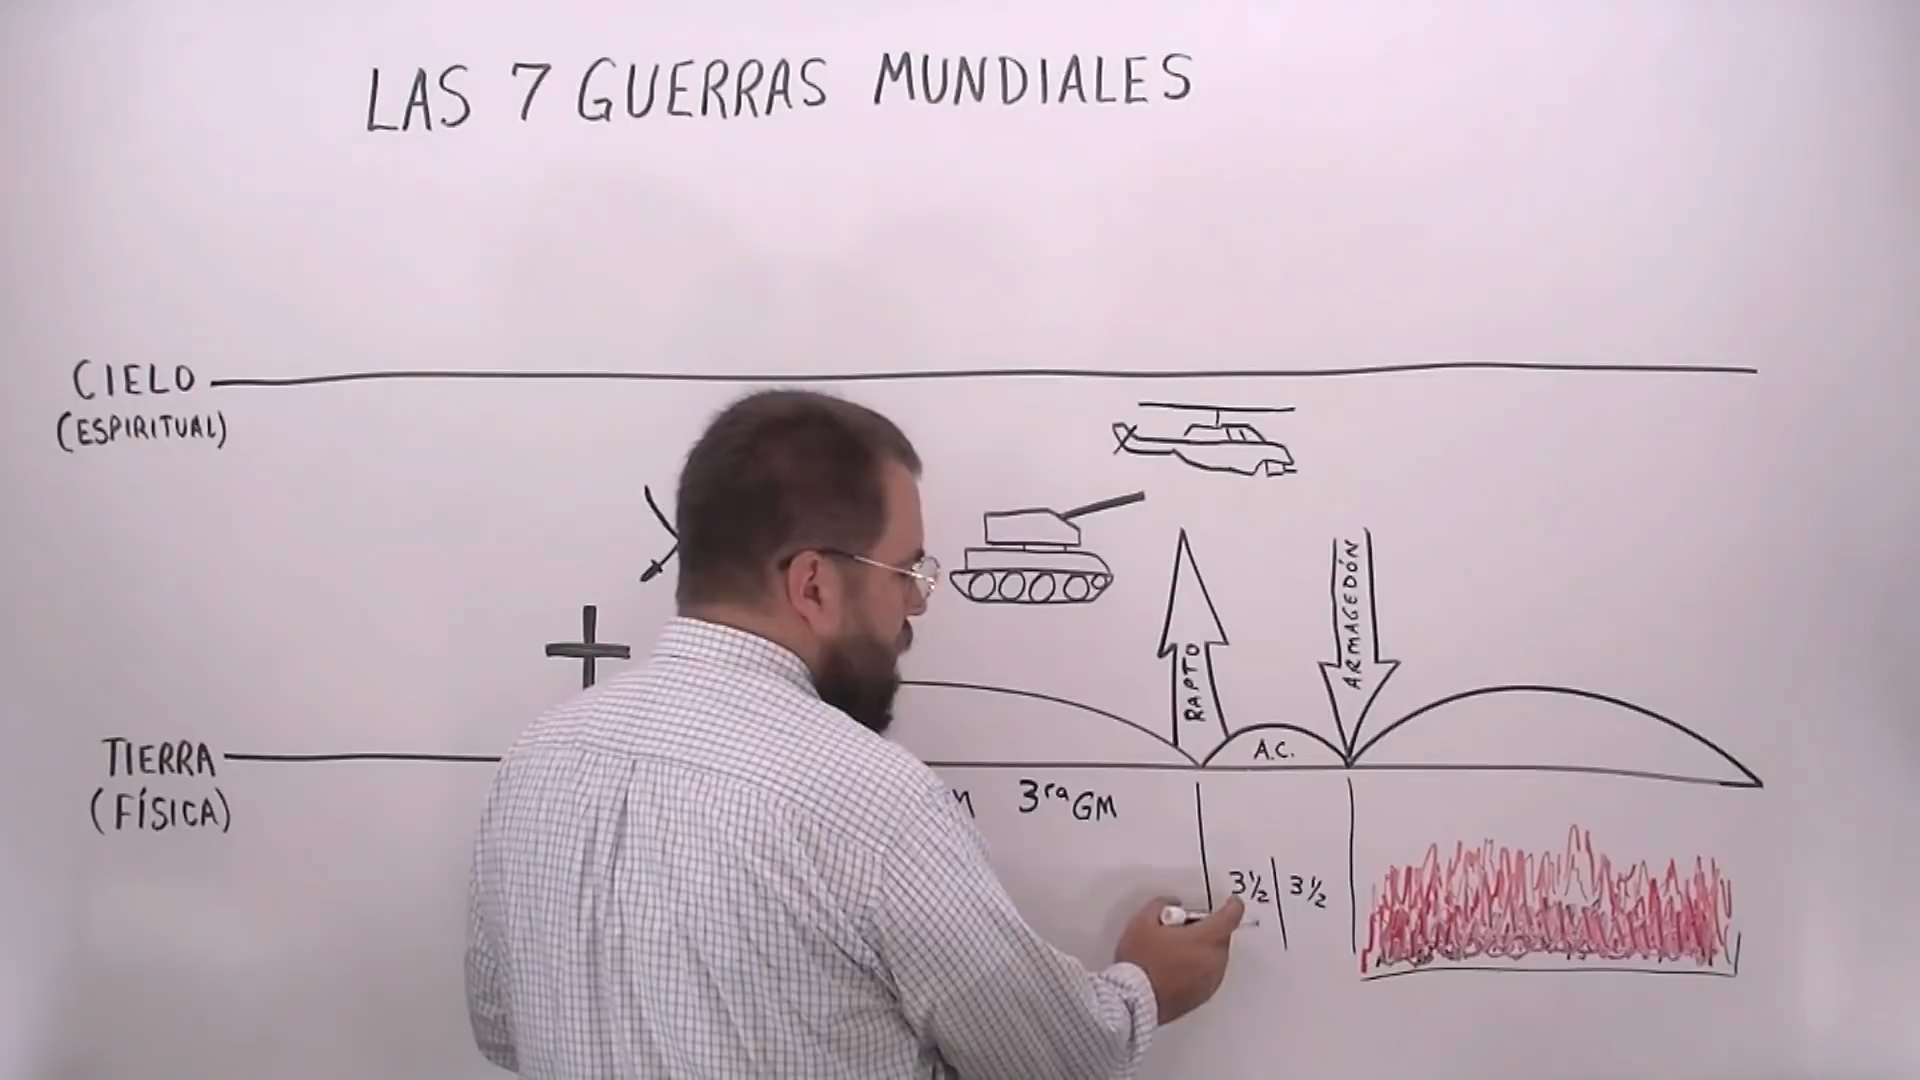 LAS 7 GUERRAS MUNDIALES
CIELO
(ESPIRITUAL)
ARMAGEDÓN
RAPTO
A.C.
TIERRA
(FÍSICA)
3ra GM
3½ 3½